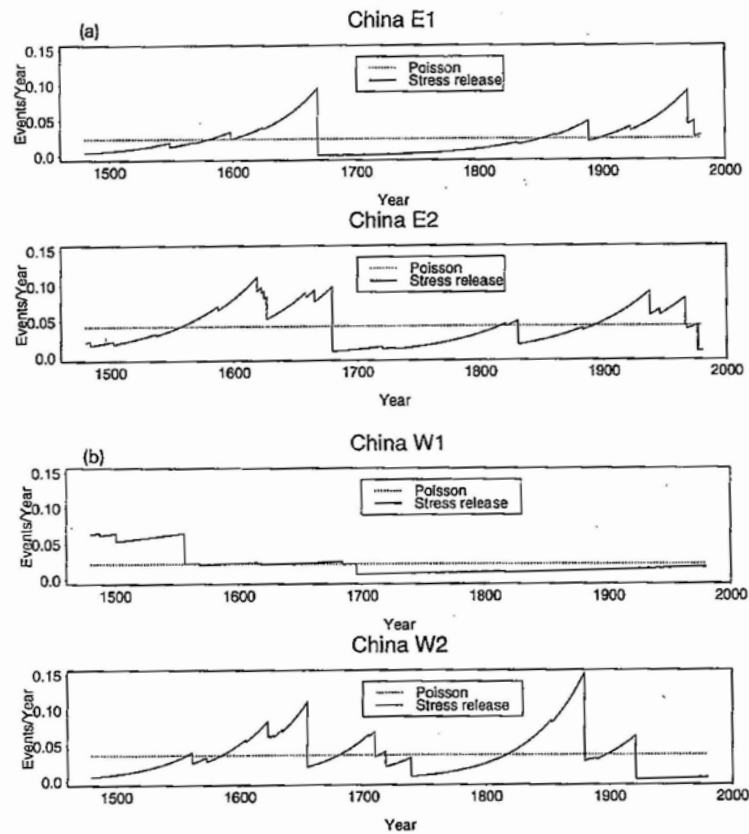 (a)
China E1
Events/Year
0.15
0.10
0.05
0.0
Poisson
Stress release
1500 1600 1700 1800 1900 2000
Year
China E2
Events/Year
0.15
0.10
0.05
0.0
Poisson
Stress release
1500 1600 1700 1800 1900 2000
(b)
China W1
Events/Year
0.15
0.10
0.05
0.0
Poisson
Stress release
1500 1600 1700 1800 1900 2000
Year
China W2
Events/Year
0.15
0.10
0.05
0.0
Poisson
Stress release
1500 1600 1700 1800 1900 2000